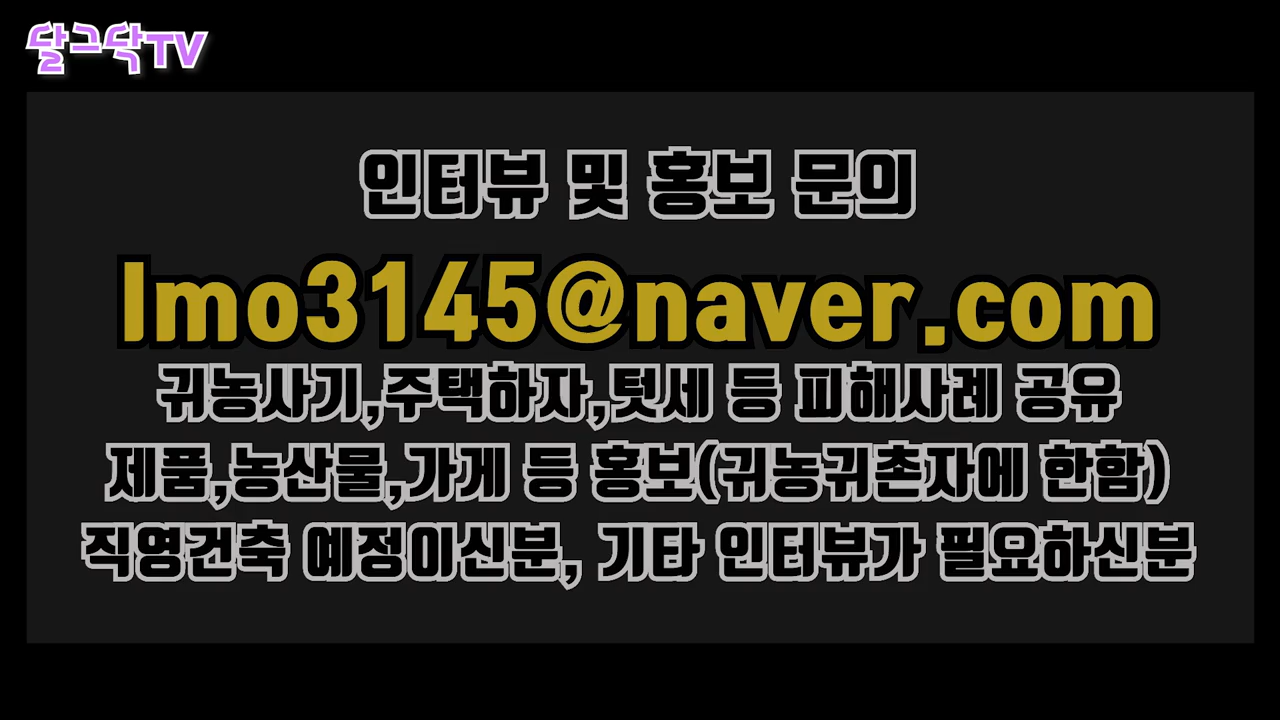 달그닥TV
인터뷰 및 홍보 문의
lmo3145@naver.com
귀농사기,주택하자,텃세 등 피해사례 공유
제품,농산물,가게 등 홍보(귀농귀촌자에 한함)
직영건축 예정이신분, 기타 인터뷰가 필요하신분